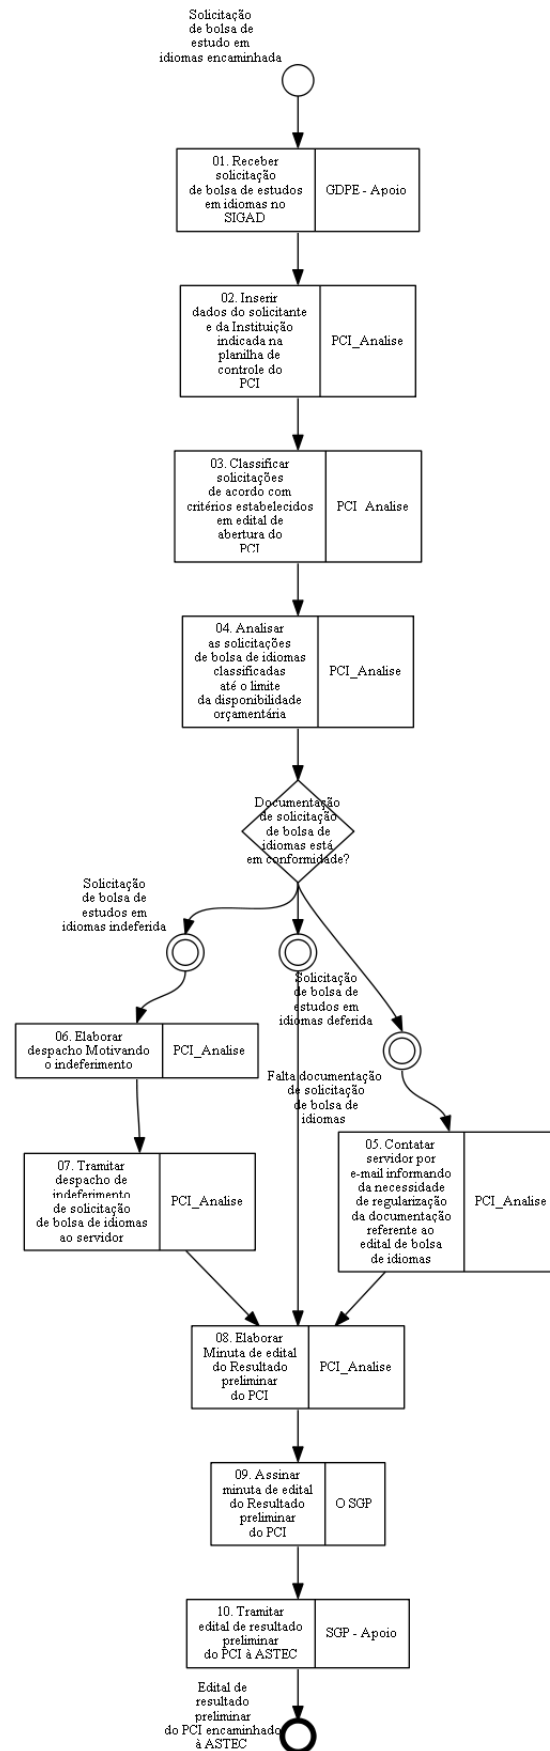 Solicitação
de bolsa de
estudo em
idiomas encaminhada
01. Receber
solicitação
de bolsa de estudos
em idiomas no
SIGAD
GDPE - Apoio
02. Inserir
dados do solicitante
e da Instituição
indicada na
planilha de
controle do
PCI
PCI_Analise
03. Classificar
solicitações
de acordo com
critérios estabelecidos
em edital de
abertura do
PCI
PCI_Analise
04. Analisar
as solicitações
de bolsa de idiomas
classificadas
até o limite
da disponibilidade
orçamentária
PCI_Analise
Documentação
de solicitação
de bolsa de
idiomas está
em conformidade?
Solicitação
de bolsa de
estudos em
idiomas indeferida
Solicitação
de bolsa de
estudos em
idiomas deferida
06. Elaborar
despacho Motivando
o indeferimento
PCI_Analise
Falta documentação
de solicitação
de bolsa de
idiomas
07. Tramitar
despacho de
indeferimento
de solicitação
de bolsa de idiomas
ao servidor
PCI_Analise
05. Contatar
servidor por
e-mail informando
da necessidade
de regularização
da documentação
referente ao
edital de bolsa
de idiomas
PCI_Analise
08. Elaborar
Minuta de edital
do Resultado
preliminar
do PCI
PCI_Analise
09. Assinar
minuta de edital
do Resultado
preliminar
do PCI
O SGP
10. Tramitar
edital de resultado
preliminar
do PCI à ASTEC
SGP - Apoio
Edital de
resultado
preliminar
do PCI encaminhado
à ASTEC